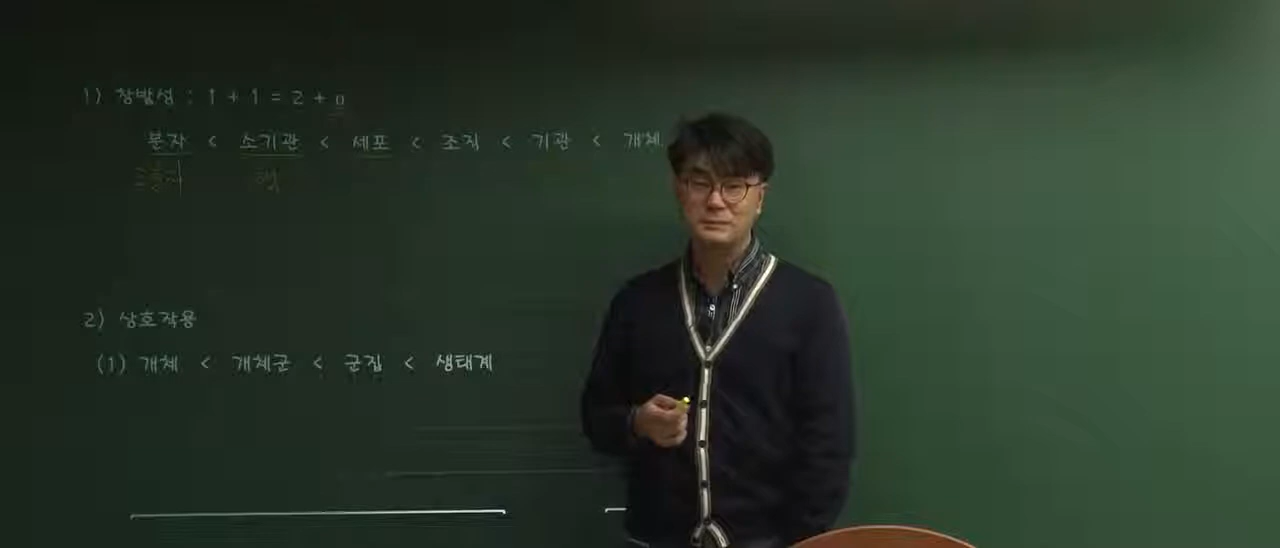 1) 창발성 : 1 + 1 = 2 + α
분자 < 소기관 < 세포 < 조직 < 기관 < 개체
핵
2) 상호작용
(1) 개체 < 개체군 < 군집 < 생태계